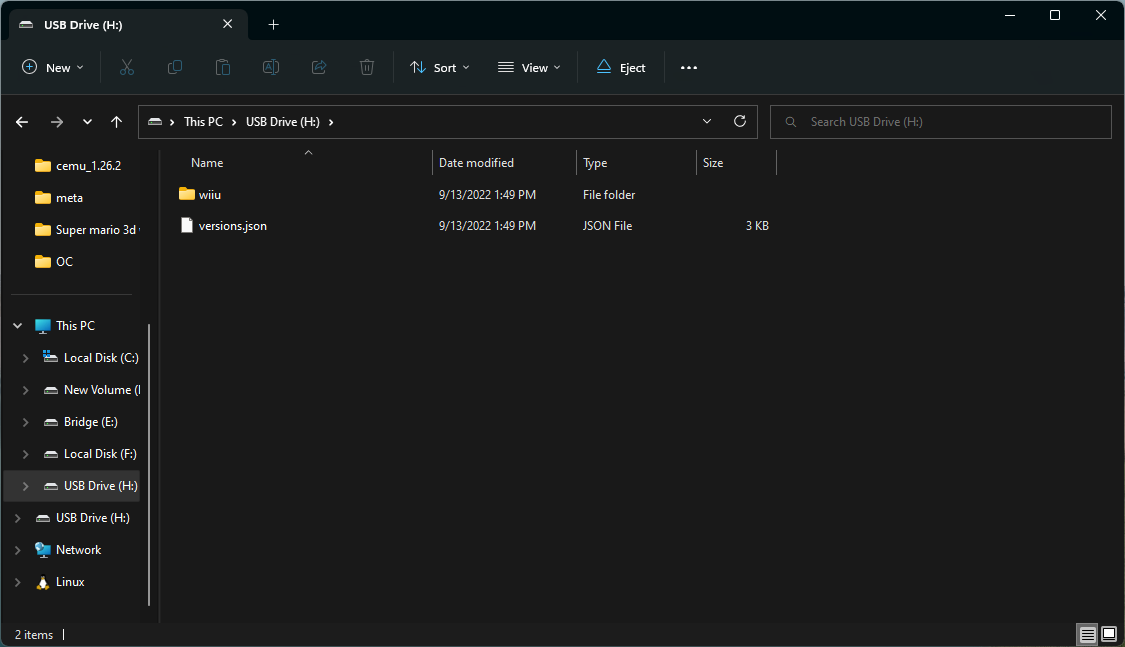 USB Drive (H:)
New
Sort
View
Eject
This PC
USB Drive (H:)
Search USB Drive (H:)
Name
Date modified
Type
Size
wiiu
9/13/2022 1:49 PM
File folder
versions.json
9/13/2022 1:49 PM
JSON File
3 KB
cemu_1.26.2
meta
Super mario 3d
OC
This PC
Local Disk (C:)
New Volume (
Bridge (E:)
Local Disk (F:)
USB Drive (H:)
USB Drive (H:)
Network
Linux
2 items